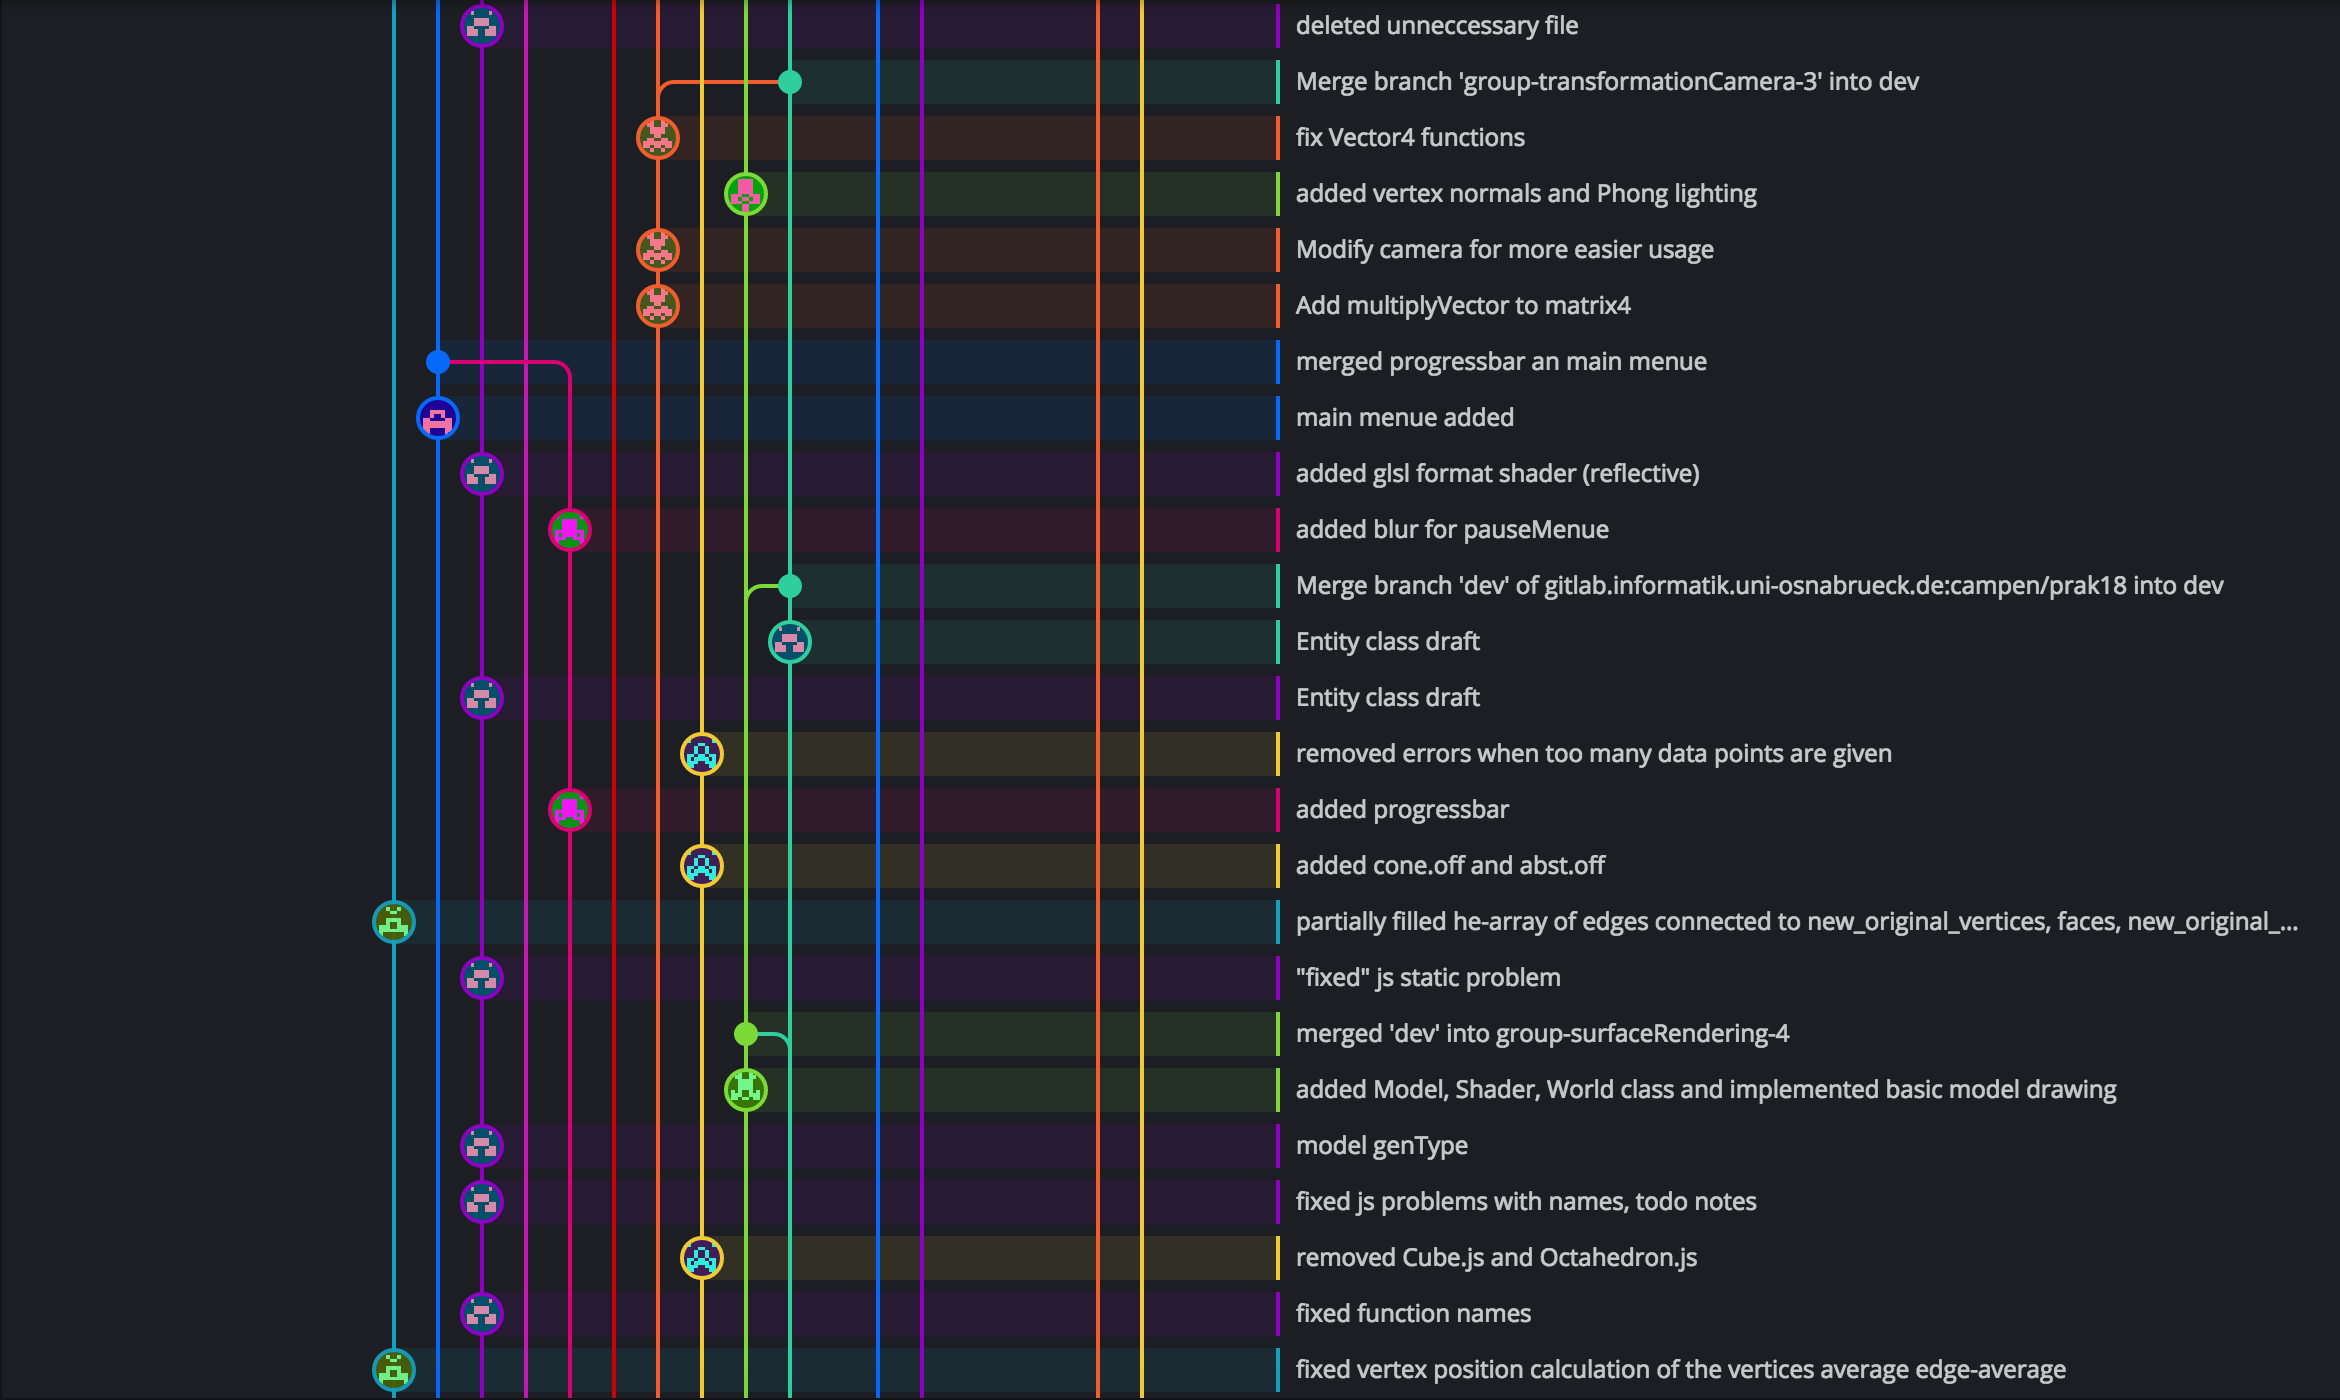 deleted unneccessary file
Merge branch 'group-transformationCamera-3' into dev
fix Vector4 functions
added vertex normals and Phong lighting
Modify camera for more easier usage
Add multiplyVector to matrix4
merged progressbar an main menue
main menue added
added glsl format shader (reflective)
added blur for pauseMenue
Merge branch 'dev' of gitlab.informatik.uni-osnabrueck.de:campen/prak18 into dev
Entity class draft
Entity class draft
removed errors when too many data points are given
added progressbar
added cone.off and abst.off
partially filled he-array of edges connected to new_original_vertices, faces, new_original_...
"fixed" js static problem
merged 'dev' into group-surfaceRendering-4
added Model, Shader, World class and implemented basic model drawing
model genType
fixed js problems with names, todo notes
removed Cube.js and Octahedron.js
fixed function names
fixed vertex position calculation of the vertices average edge-average